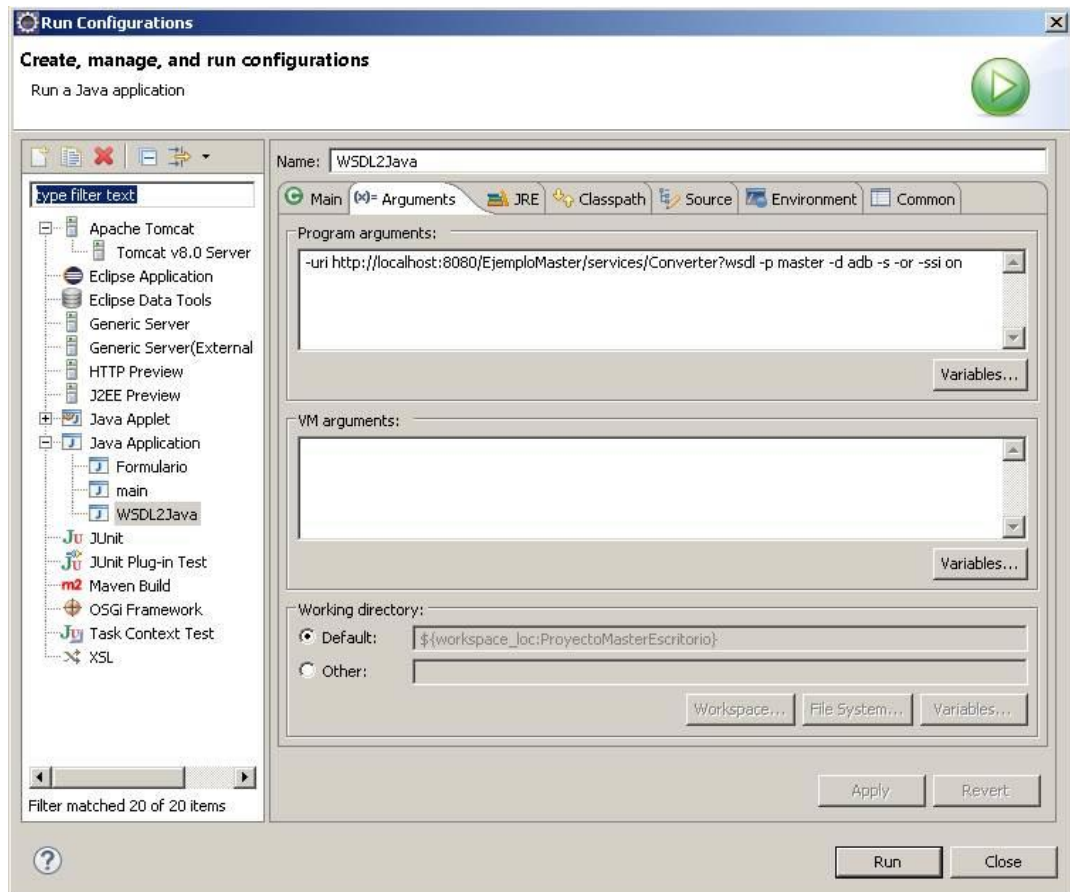 Run Configurations
Create, manage, and run configurations
Run a Java application
type filter text
Apache Tomcat
Tomcat v8.0 Server
Eclipse Application
Eclipse Data Tools
Generic Server
Generic Server(External
HTTP Preview
J2EE Preview
Java Applet
Java Application
Formulario
main
WSDL2Java
Ju JUnit
JUnit Plug-in Test
m2 Maven Build
OSGi Framework
Task Context Test
XSL
Filter matched 20 of 20 items
Name: WSDL2Java
Main (x)= Arguments JRE Classpath Source Environment Common
Program arguments:
-uri http://localhost:8080/EjemploMaster/services/Converter?wsdl -p master -d adb -s -or -ssi on
Variables...
VM arguments:
Variables...
Working directory:
Default: ${workspace_loc:ProyectoMasterEscritorio}
Other:
Workspace... File System... Variables...
Apply Revert
Run Close